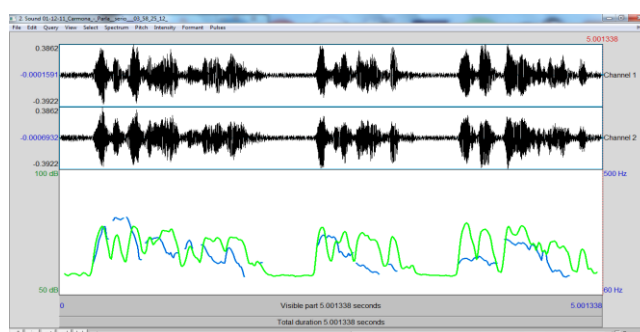 2. Sound 01-12-11_Carmona_-_Parla__serio__03_58_25_12_
File Edit Query View Select Spectrum Pitch Intensity Formant Pulses
5.001338
0.3862
-0.0001591
-0.3922
Channel 1
0.3862
-0.0006932
-0.3922
Channel 2
100 dB
500 Hz
50 dB
60 Hz
0
Visible part 5.001338 seconds
5.001338
Total duration 5.001338 seconds